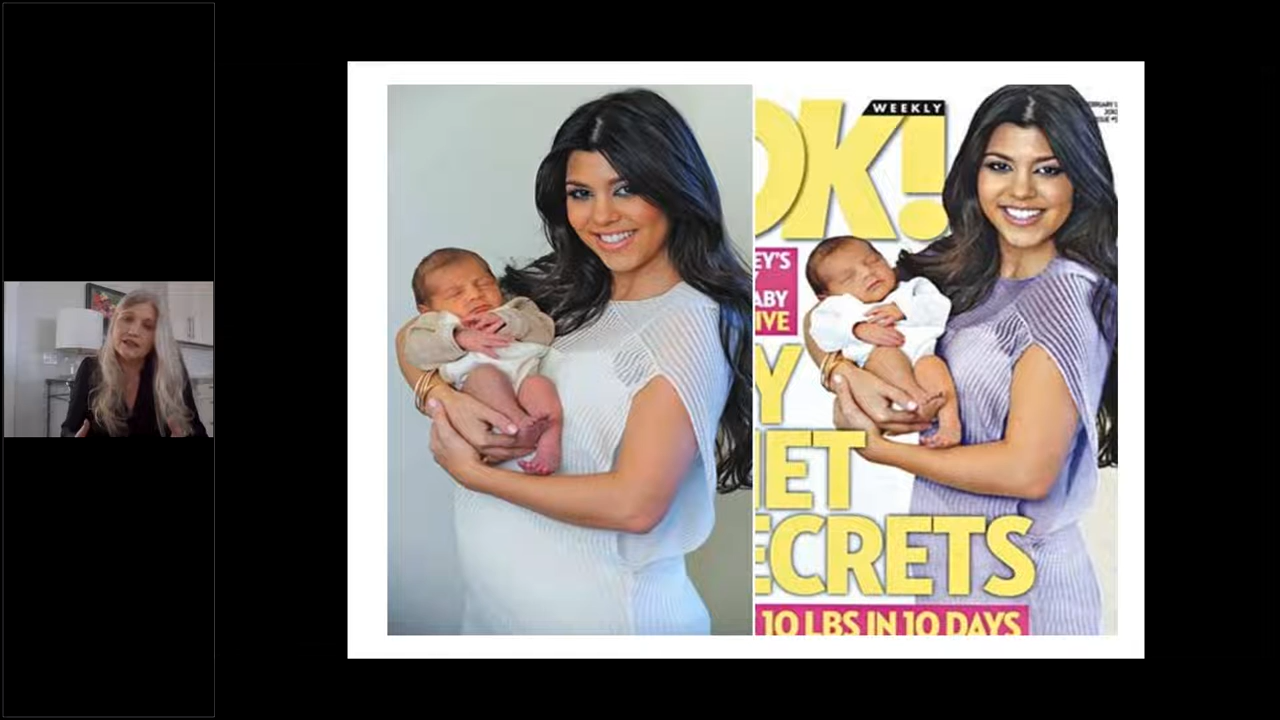 WEEKLY
OK!
EY'S
ABY
IVE
Y
IET
ECRETS
10 LBS IN 10 DAYS